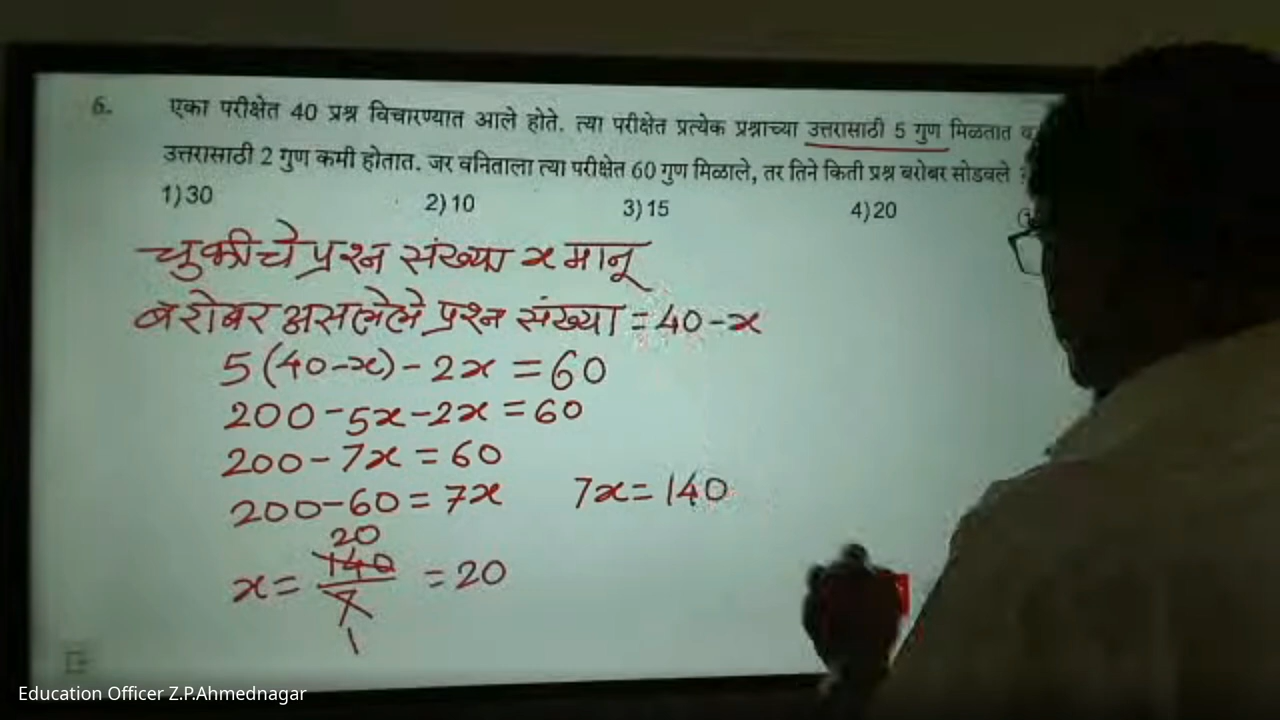 6. एका परीक्षेत 40 प्रश्न विचारण्यात आले होते. त्या परीक्षेत प्रत्येक प्रश्नाच्या उत्तरासाठी 5 गुण मिळतात
उत्तरासाठी 2 गुण कमी होतात. जर वनिताला त्या परीक्षेत 60 गुण मिळाले, तर तिने किती प्रश्न बरोबर सोडवले ?
1) 30 2) 10 3) 15 4) 20
चुकीचे प्रश्न संख्या x मानू
बरोबर असलेले प्रश्न संख्या = 40 - x
5(40-x) - 2x = 60
200 - 5x - 2x = 60
200 - 7x = 60
200 - 60 = 7x 7x = 140
20
x = 140/7 = 20
1
Education Officer Z.P.Ahmednagar